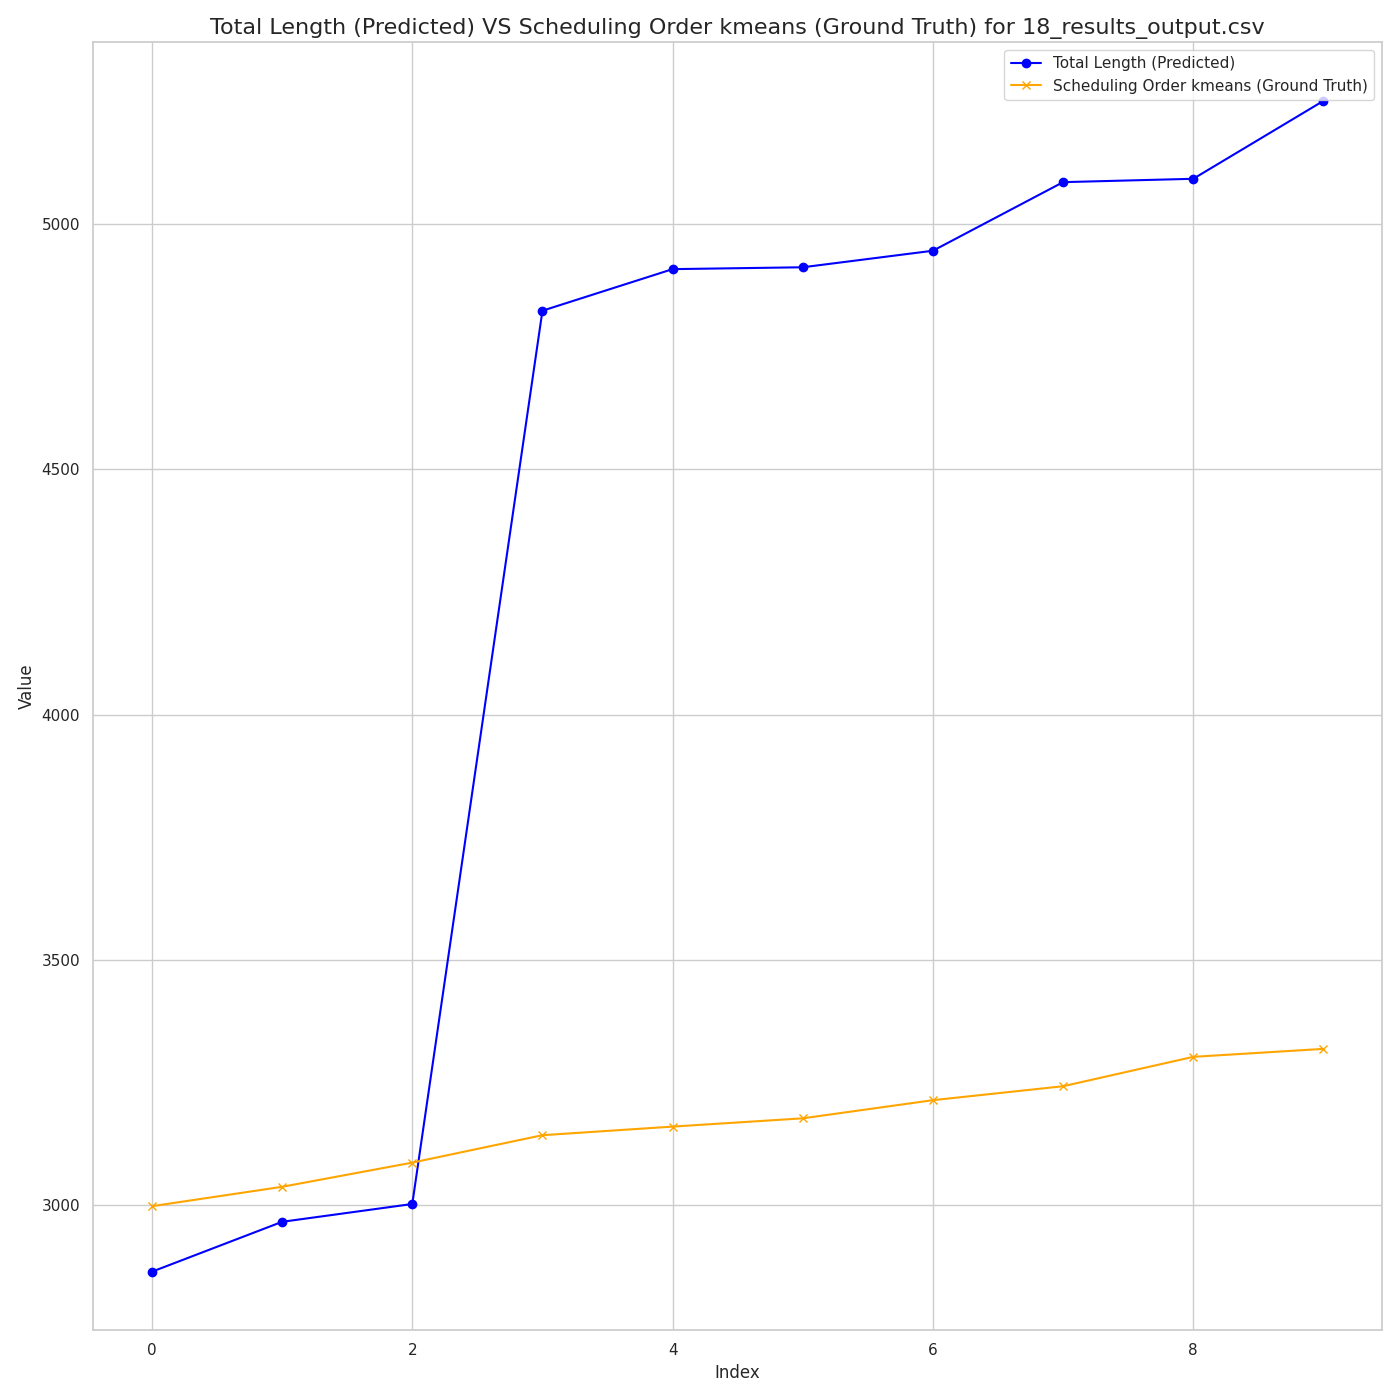 Total Length (Predicted) VS Scheduling Order kmeans (Ground Truth) for 18_results_output.csv
Total Length (Predicted)
Scheduling Order kmeans (Ground Truth)
5000
4500
4000
3500
3000
Value
0 2 4 6 8
Index